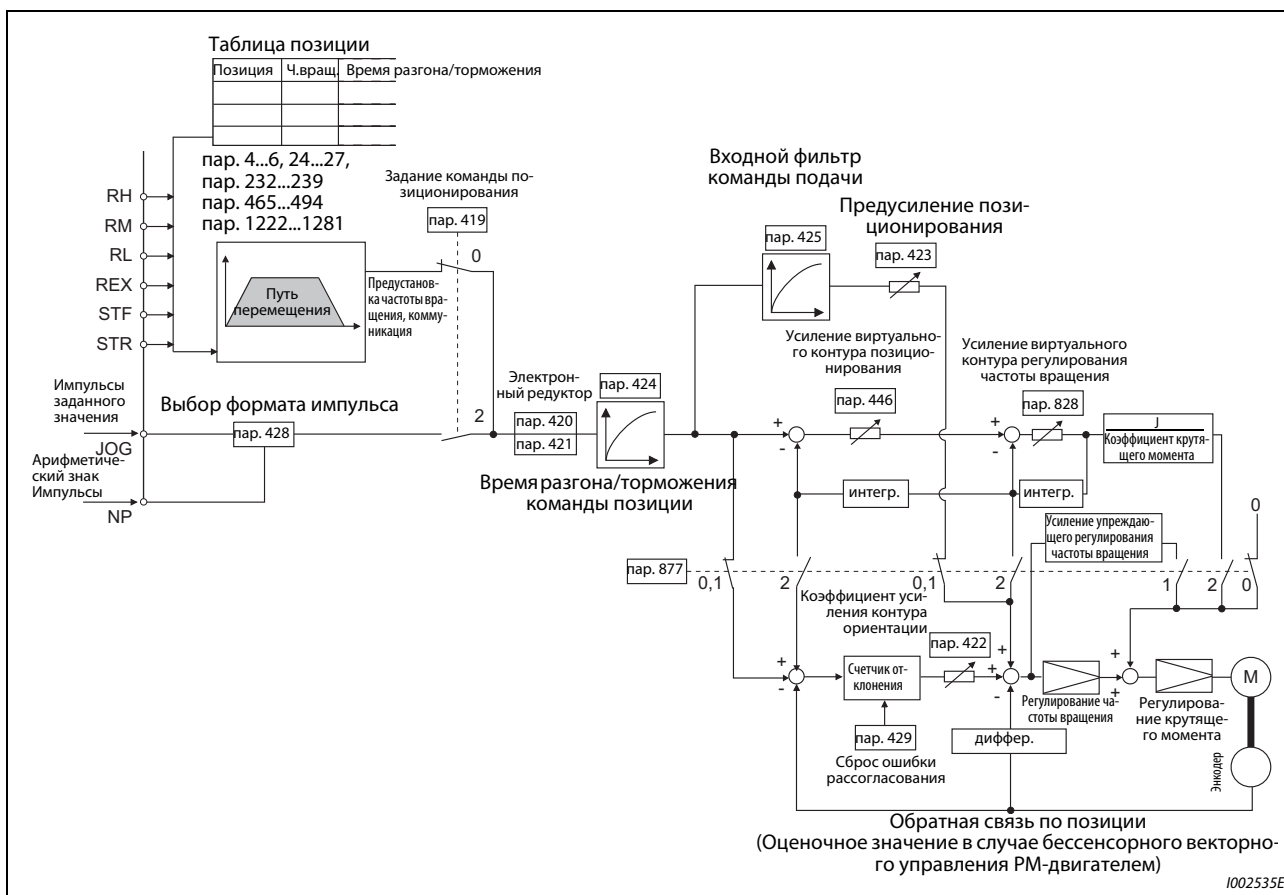 Таблица позиции
Позиция Ч.вращ. Время разгона/торможения
пар. 4...6, 24...27,
пар. 232...239
пар. 465...494
пар. 1222...1281
RH
RM
RL
REX
STF
STR
Путь
перемещения
Предустанов-
ка частоты вра-
щения, комму-
никация
Задание команды по-
зиционирования
пар. 419
0
2
Импульсы
заданного
значения
JOG
Арифметиче-
ский знак
Импульсы
NP
Выбор формата импульса
пар. 428
Электрон-
ный редуктор
пар. 420
пар. 421
пар. 424
Время разгона/торможения
команды позиции
Входной фильтр
команды подачи
пар. 425
Предусиление пози-
ционирования
пар. 423
Усиление виртуально-
го контура позицио-
нирования
пар. 446
Усиление виртуального
контура регулирования
частоты вращения
пар. 828
+
-
+
-
J
Коэффициент крутя-
щего момента
интегр.
интегр.
Усиление упреждаю-
щего регулирования
частоты вращения
0
пар. 877
0,1
2
0,1
2
1
2
0
Коэффициент уси-
ления контура
ориентации
пар. 422
+
-
Счетчик от-
клонения
пар. 429
Сброс ошибки
рассогласования
+
+
-
дифер.
Регулирование ча-
стоты вращения
+
+
Регулирова-
ние крутяще-
го момента
M
Энкодер
Обратная связь по позиции
(Оценочное значение в случае бессенсорного векторно-
го управления PM-двигателем)
I002535E